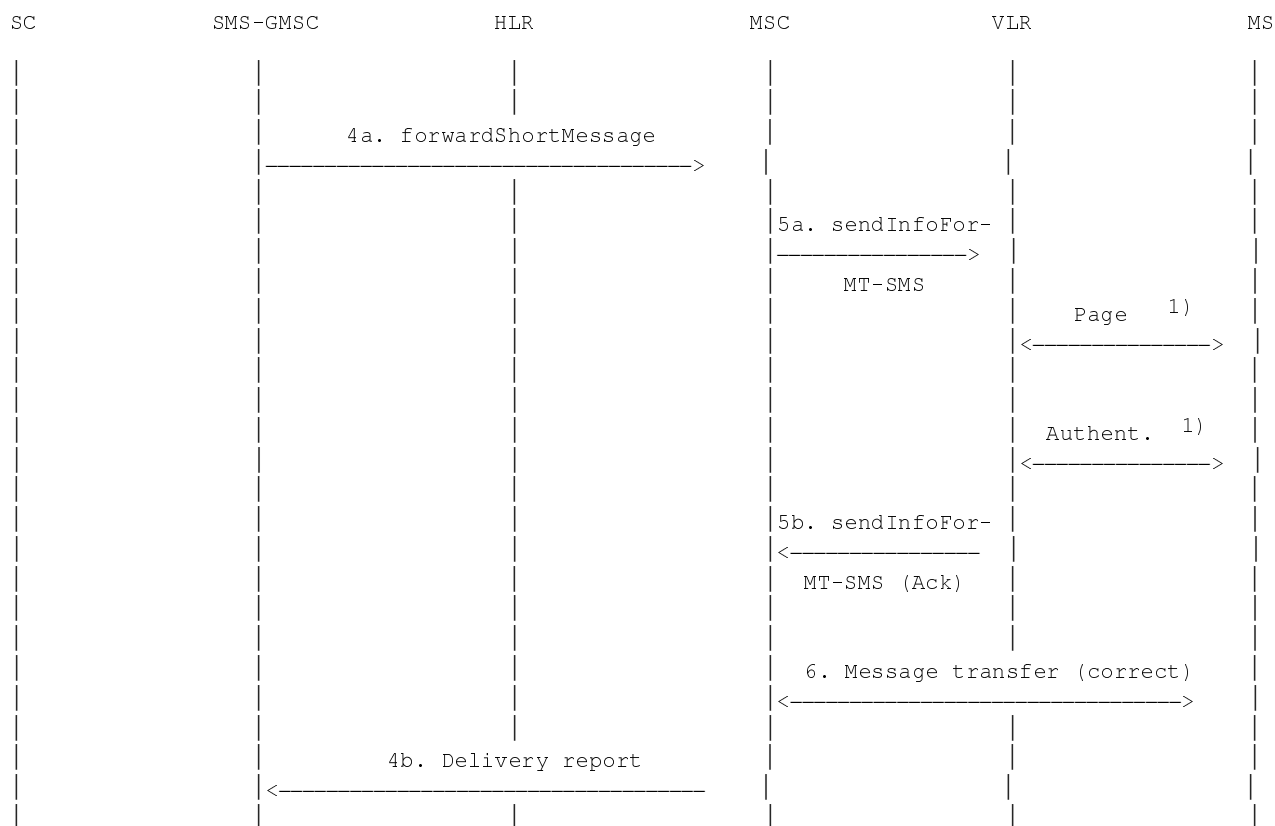 SC SMS-GMSC HLR MSC VLR MS
4a. forwardShortMessage
5a. sendInfoFor-
MT-SMS
Page 1)
Authent. 1)
5b. sendInfoFor-
MT-SMS (Ack)
6. Message transfer (correct)
4b. Delivery report